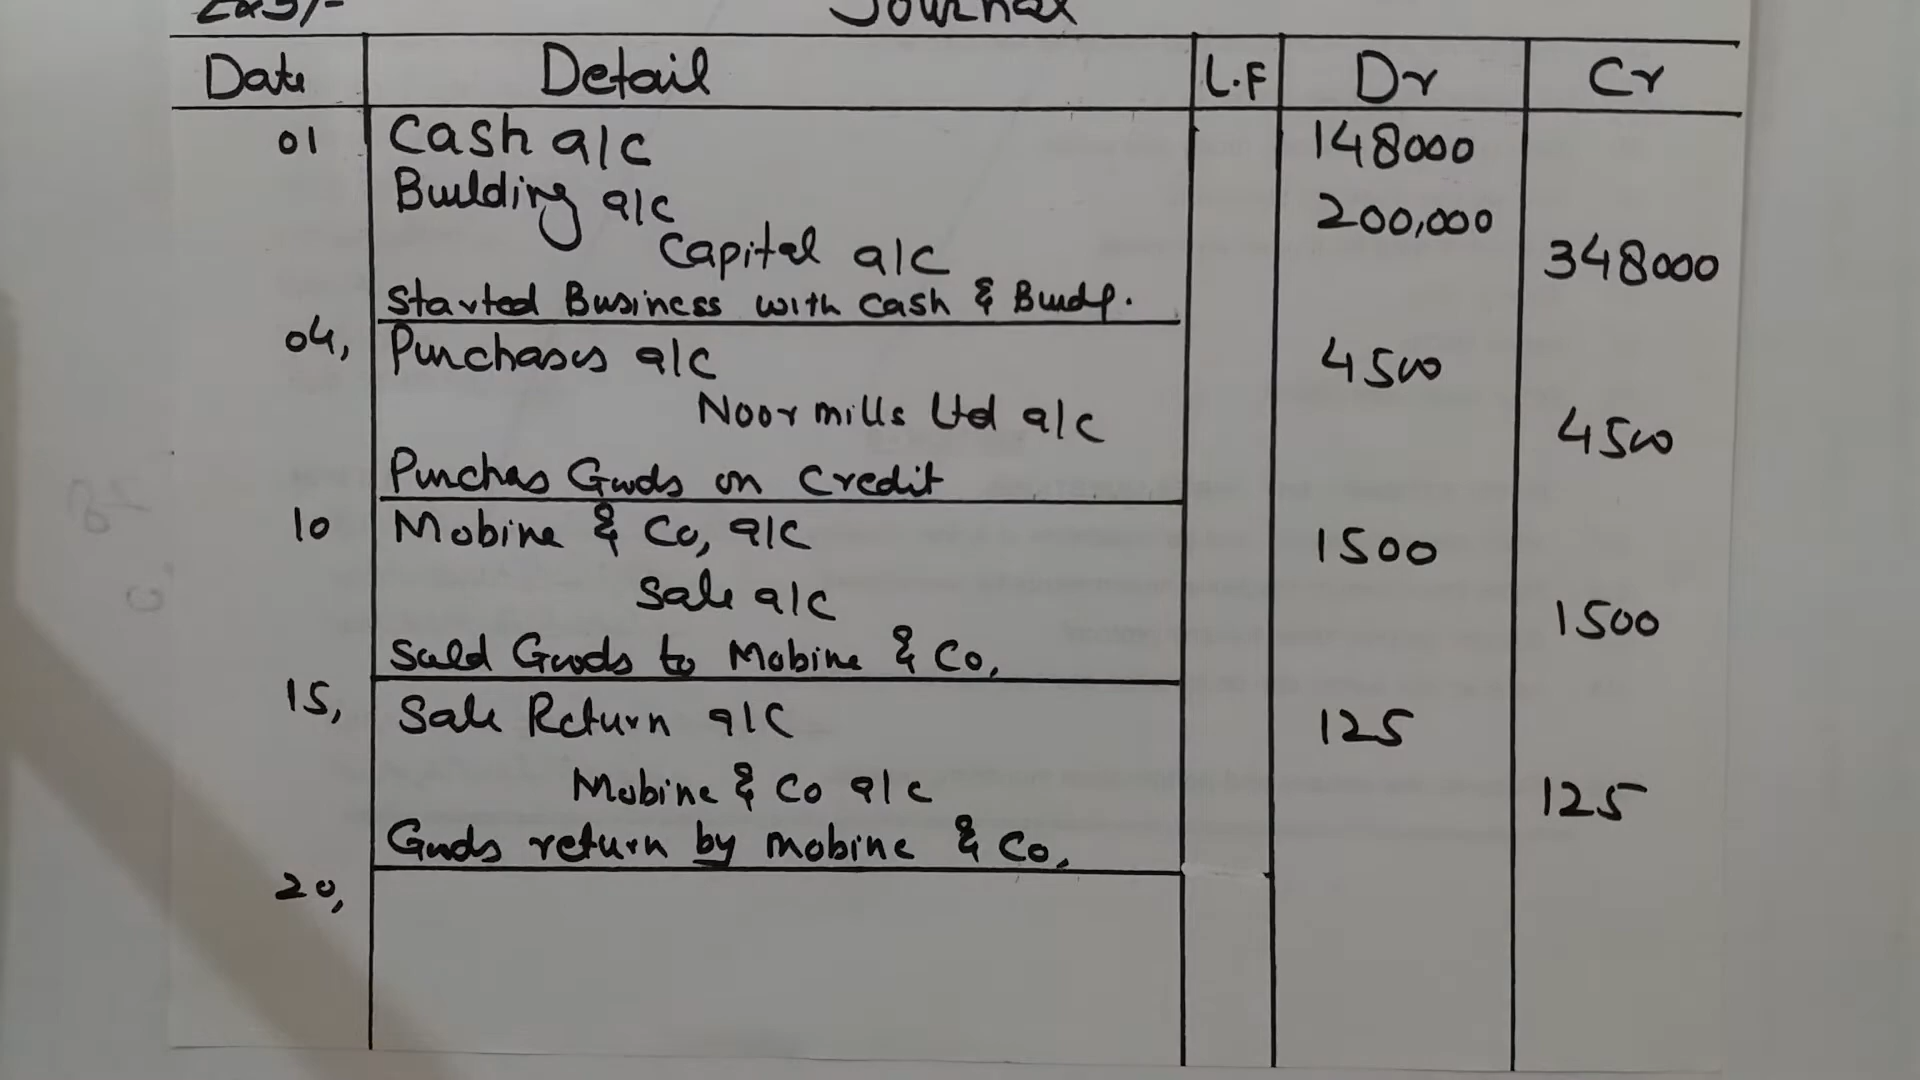 Journal
Date Detail L.F Dr Cr
01 Cash a/c 148000
Building a/c 200,000
Capital a/c 348000
Started Business with Cash &
04, Purchases a/c 4500
Noor mills Ltd a/c 4500
Purchas Goods on Credit
10 Mobine & Co, a/c 1500
Sale a/c 1500
Sold Goods to Mobine & Co,
15, Sale Return a/c 125
Mobine & Co a/c 125
Goods return by mobine & Co,
20,